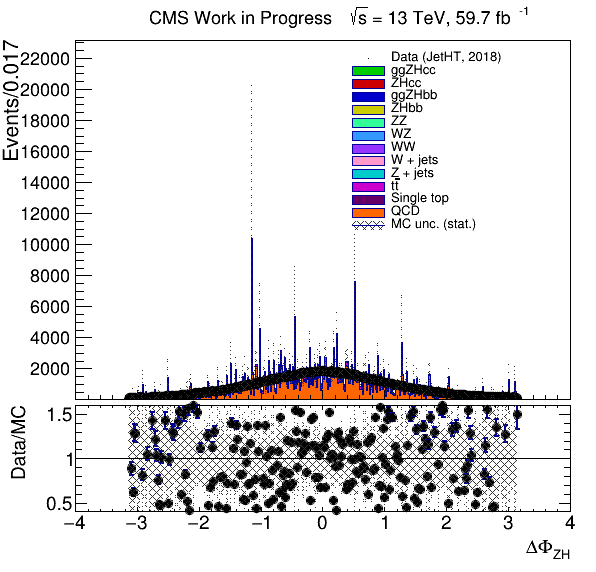 CMS Work in Progress √s = 13 TeV, 59.7 fb⁻¹
Events/0.017
22000
20000
18000
16000
14000
12000
10000
8000
6000
4000
2000
Data (JetHT, 2018)
ggZHcc
ZHcc
ggZHbb
ZHbb
ZZ
WZ
WW
W + jets
Z + jets
tt̄
Single top
QCD
MC unc. (stat.)
Data/MC
1.5
1
0.5
−4 −3 −2 −1 0 1 2 3 4
ΔΦ_ZH